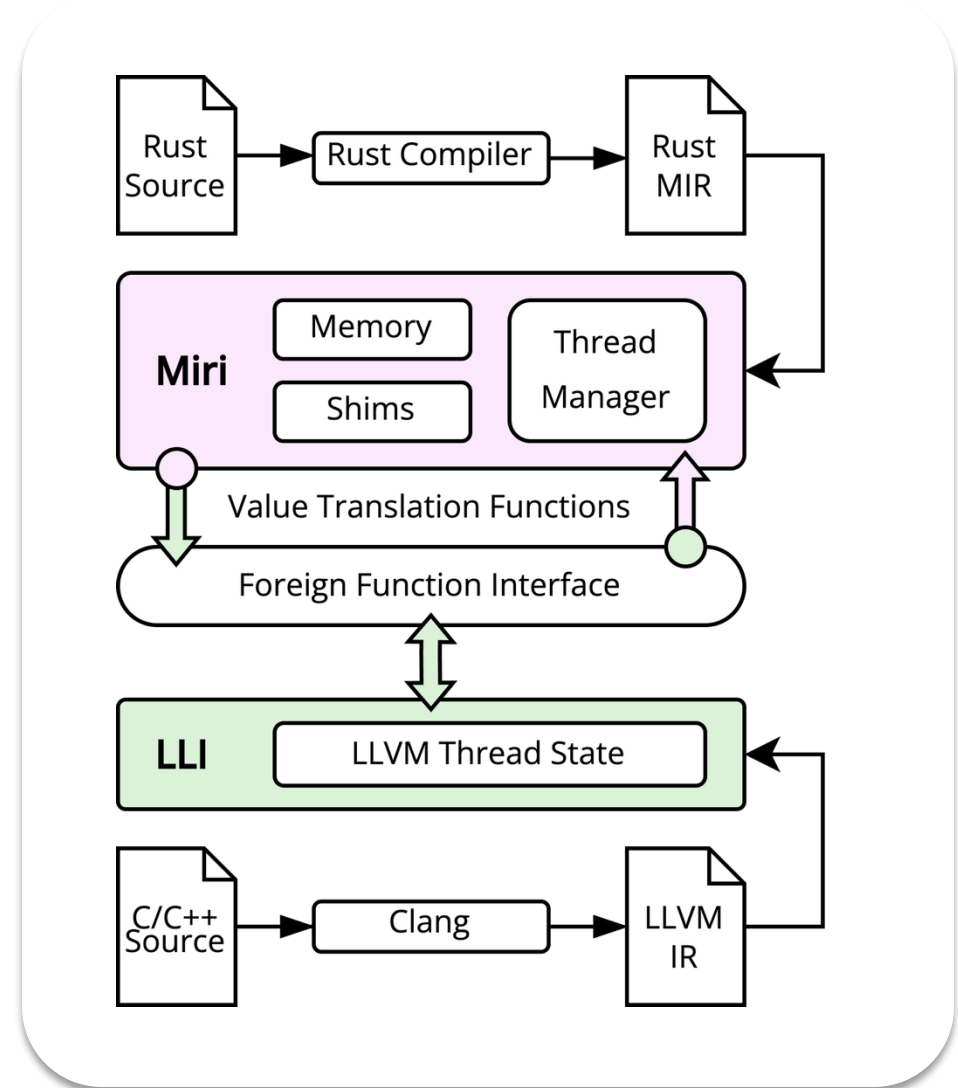 Rust
Source
Rust Compiler
Rust
MIR
Miri
Memory
Shims
Thread
Manager
Value Translation Functions
Foreign Function Interface
LLI
LLVM Thread State
C/C++
Source
Clang
LLVM
IR